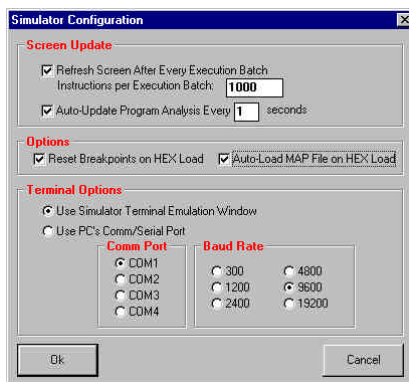 Simulator Configuration
Screen Update
Refresh Screen After Every Execution Batch
Instructions per Execution Batch: 1000
Auto-Update Program Analysis Every 1 seconds
Options
Reset Breakpoints on HEX Load Auto-Load MAP File on HEX Load
Terminal Options
Use Simulator Terminal Emulation Window
Use PC's Comm/Serial Port
Comm Port Baud Rate
COM1 300 4800
COM2 1200 9600
COM3 2400 19200
COM4
Ok Cancel